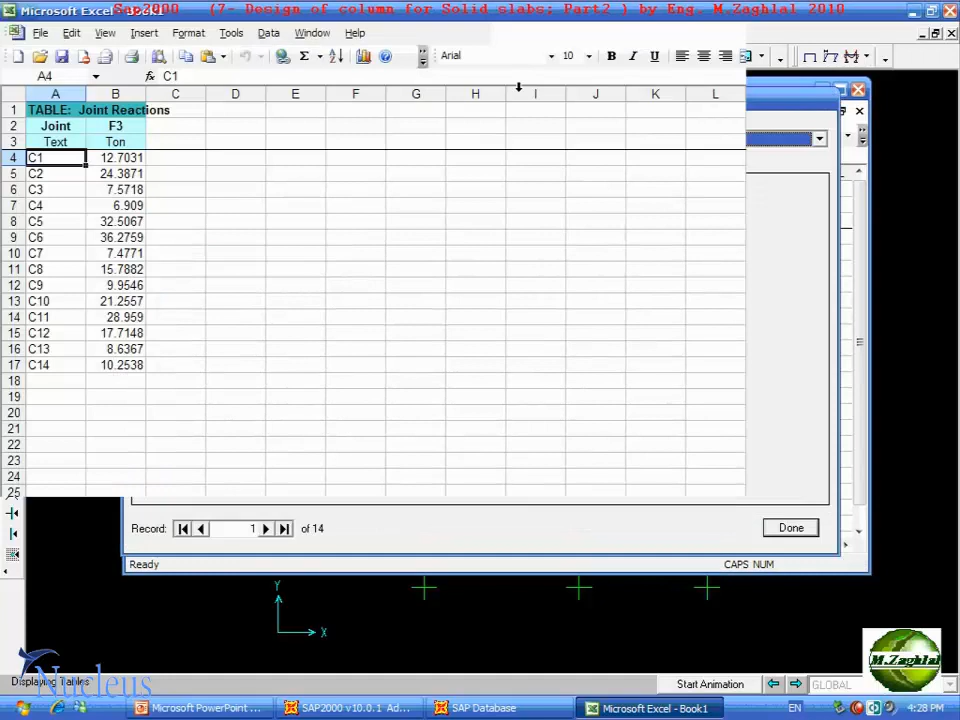 Microsoft Excel - Book1
Sap2000 (7- Design of column for Solid slabs; Part2 ) by Eng. M.Zaghlal 2010
File Edit View Insert Format Tools Data Window Help
Arial 10 B I U
A4 fx C1
A B C D E F G H I J K L
1 TABLE: Joint Reactions
2 Joint F3
3 Text Ton
4 C1 12.7031
5 C2 24.3871
6 C3 7.5718
7 C4 6.909
8 C5 32.5067
9 C6 36.2759
10 C7 7.4771
11 C8 15.7882
12 C9 9.9546
13 C10 21.2557
14 C11 28.959
15 C12 17.7148
16 C13 8.6367
17 C14 10.2538
18
19
20
21
22
23
24
25
Record: 1 of 14 Done
Ready CAPS NUM
Y
X
M.Zaghlal
Displaying Tables
Nucleus
Start Animation GLOBAL
Microsoft PowerPoint ... SAP2000 v10.0.1 Ad... SAP Database Microsoft Excel - Book1 EN 4:28 PM